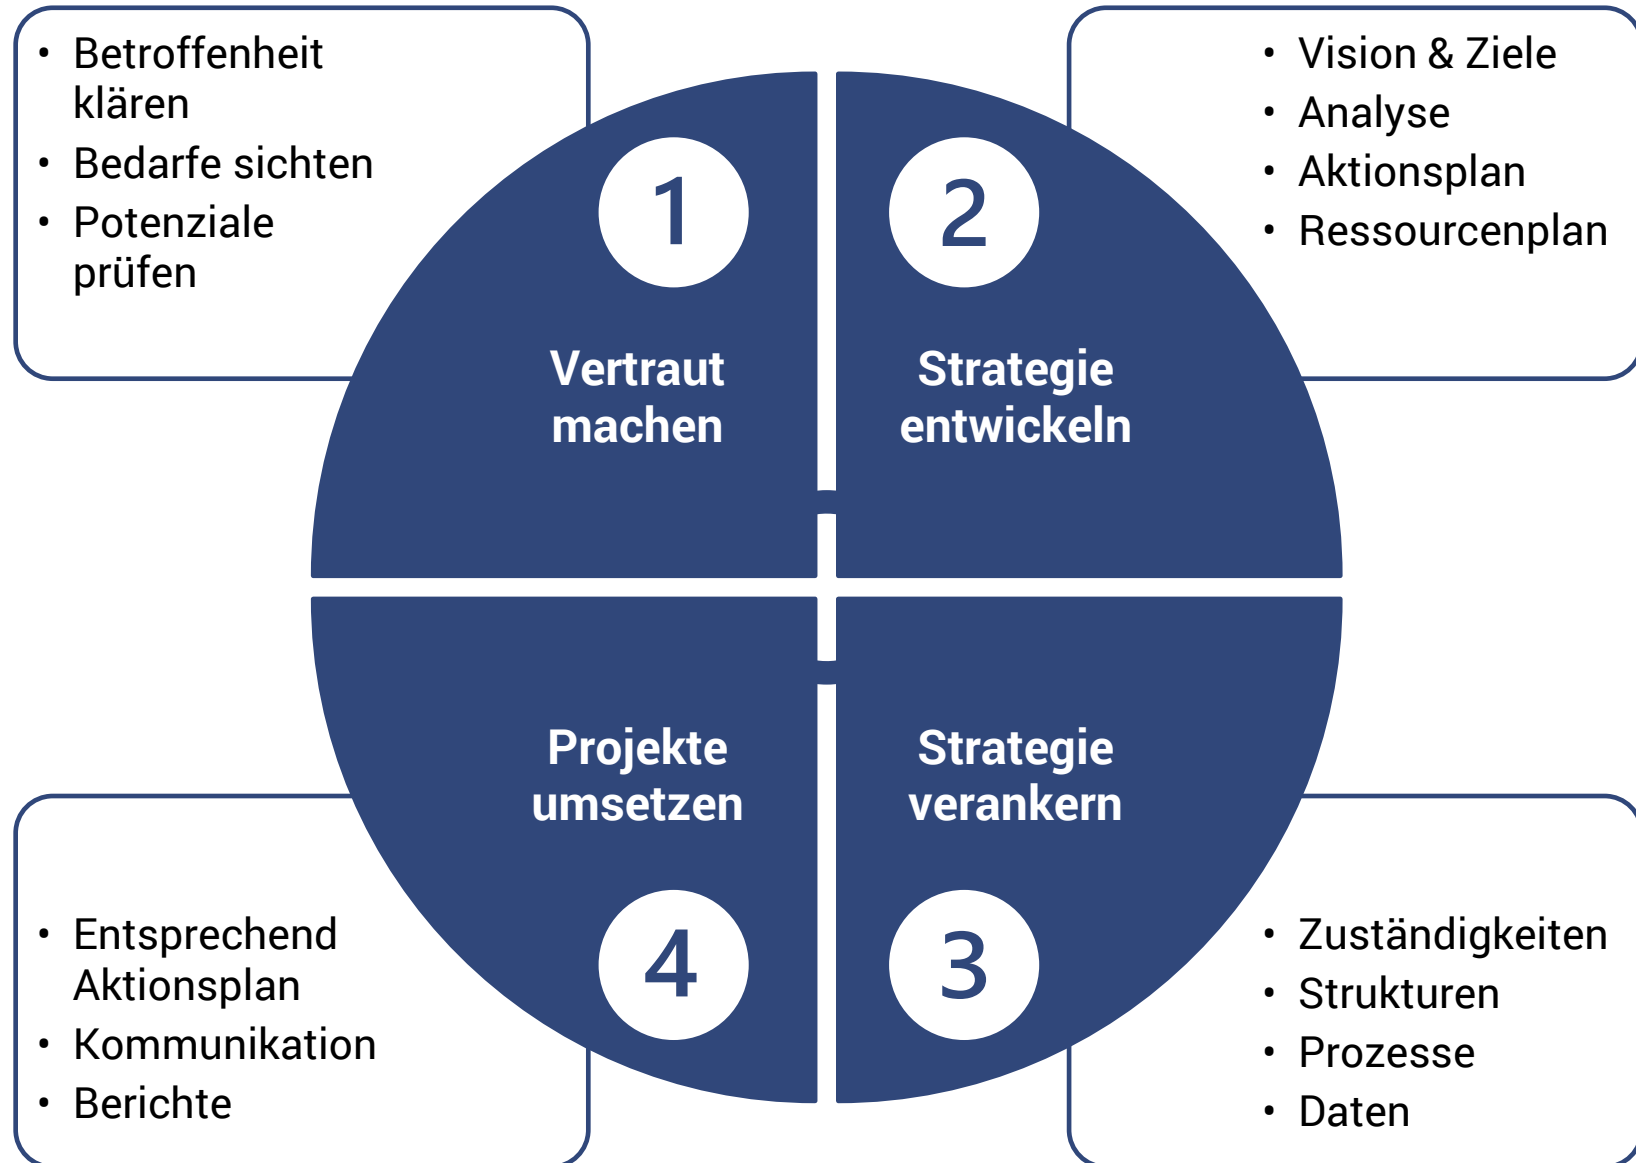 • Betroffenheit
klären
• Bedarfe sichten
• Potenziale
prüfen
1
Vertraut
machen
• Vision & Ziele
• Analyse
• Aktionsplan
• Ressourcenplan
2
Strategie
entwickeln
Strategie
verankern
3
• Zuständigkeiten
• Strukturen
• Prozesse
• Daten
Projekte
umsetzen
4
• Entsprechend
Aktionsplan
• Kommunikation
• Berichte